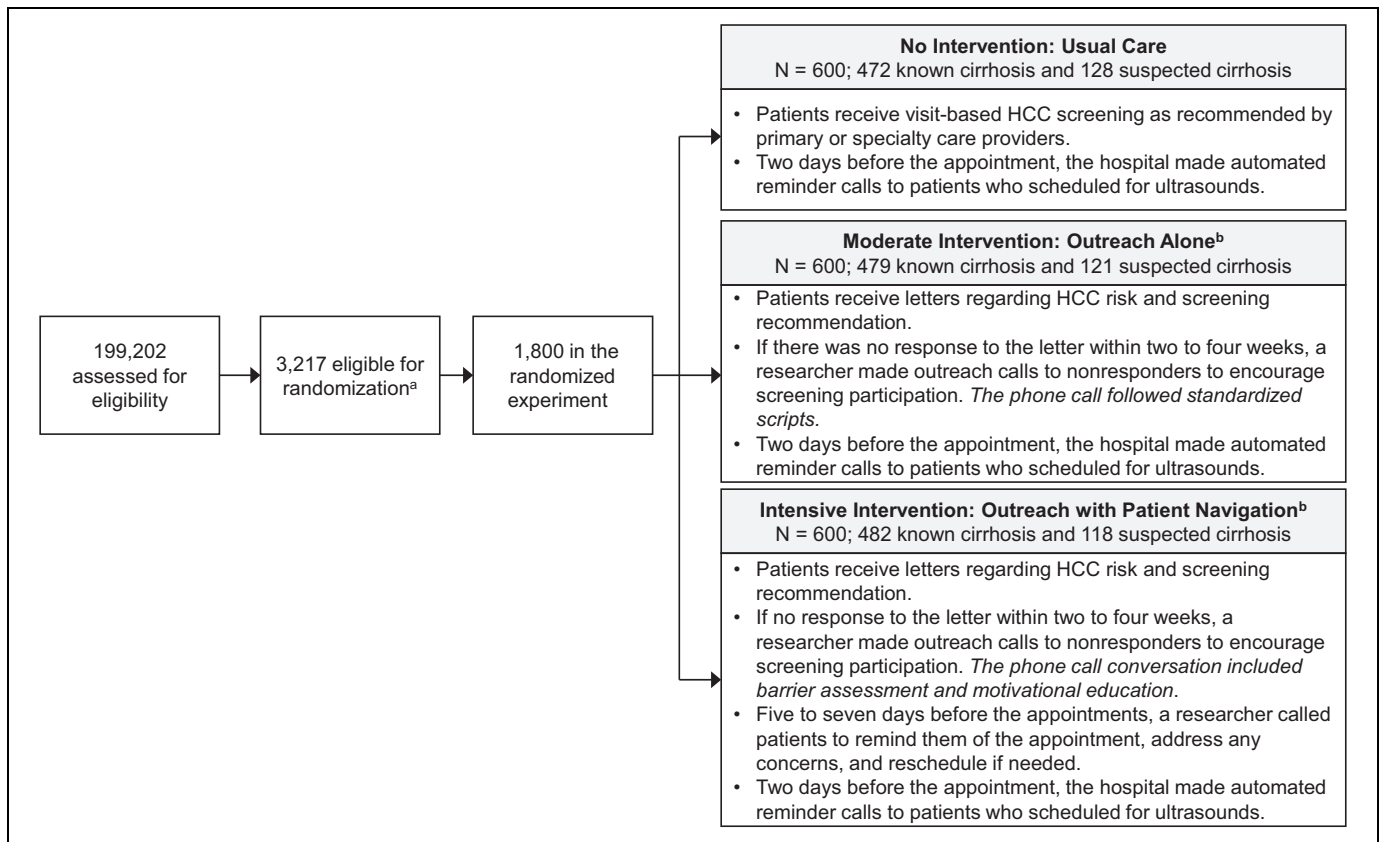 199,202
assessed for
eligibility
3,217 eligible for
randomizationᵃ
1,800 in the
randomized
experiment
No Intervention: Usual Care
N = 600; 472 known cirrhosis and 128 suspected cirrhosis
• Patients receive visit-based HCC screening as recommended by
primary or specialty care providers.
• Two days before the appointment, the hospital made automated
reminder calls to patients who scheduled for ultrasounds.
Moderate Intervention: Outreach Aloneᵇ
N = 600; 479 known cirrhosis and 121 suspected cirrhosis
• Patients receive letters regarding HCC risk and screening
recommendation.
• If there was no response to the letter within two to four weeks, a
researcher made outreach calls to nonresponders to encourage
screening participation. The phone call followed standardized
scripts.
• Two days before the appointment, the hospital made automated
reminder calls to patients who scheduled for ultrasounds.
Intensive Intervention: Outreach with Patient Navigationᵇ
N = 600; 482 known cirrhosis and 118 suspected cirrhosis
• Patients receive letters regarding HCC risk and screening
recommendation.
• If no response to the letter within two to four weeks, a
researcher made outreach calls to nonresponders to encourage
screening participation. The phone call conversation included
barrier assessment and motivational education.
• Five to seven days before the appointments, a researcher called
patients to remind them of the appointment, address any
concerns, and reschedule if needed.
• Two days before the appointment, the hospital made automated
reminder calls to patients who scheduled for ultrasounds.